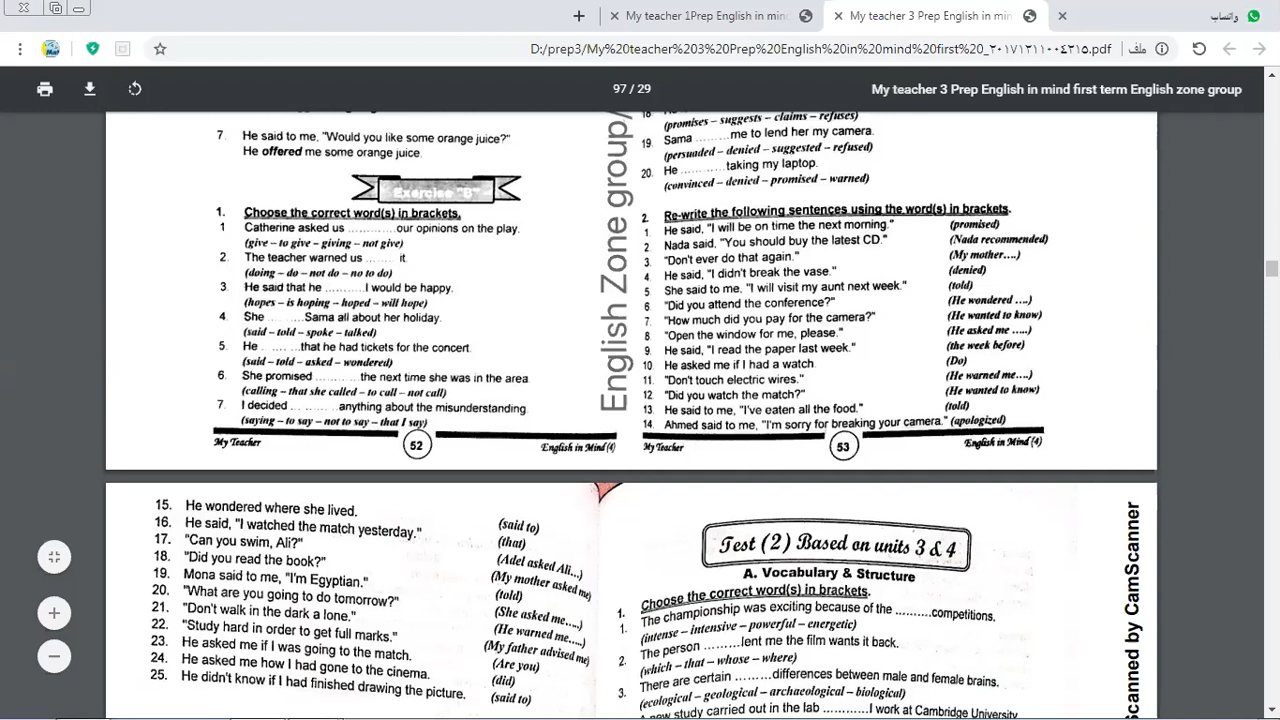 My teacher 1Prep English in mind
My teacher 3 Prep English in min
واتساب
D:/prep3/My%20teacher%203%20Prep%20English%20in%20mind%20first%20_٢٠١٧١٢١١٠٠٤٢١٥.pdf
ملف
97 / 29
My teacher 3 Prep English in mind first term English zone group
7. He said to me, "Would you like some orange juice?"
He offered me some orange juice.
Exercise "B"
1. Choose the correct word(s) in brackets.
1 Catherine asked us ............ our opinions on the play.
(give – to give – giving – not give)
2. The teacher warned us ....... it.
(doing – do – not do – no to do)
3. He said that he ..........I would be happy.
(hopes – is hoping – hoped – will hope)
4. She ..........Sama all about her holiday.
(said – told – spoke – talked)
5. He ..........that he had tickets for the concert.
(said – told – asked – wondered)
6. She promised ............the next time she was in the area.
(calling – that she called – to call – not call)
7. I decided ............anything about the misunderstanding.
(saying – to say – not to say – that I say)
My Teacher
52
English in Mind (4)
English Zone group/
18.
(promises – suggests – claims – refuses)
19. Sama .........me to lend her my camera.
(persuaded – denied – suggested – refused)
20. He ............taking my laptop.
(convinced – denied – promised – warned)
2. Re-write the following sentences using the word(s) in brackets.
1. He said, "I will be on time the next morning." (promised)
2. Nada said, "You should buy the latest CD." (Nada recommended)
3. "Don't ever do that again." (My mother....)
4. He said, "I didn't break the vase." (denied)
5 She said to me. "I will visit my aunt next week." (told)
6. "Did you attend the conference?" (He wondered ....)
7. "How much did you pay for the camera?" (He wanted to know)
8 "Open the window for me, please." (He asked me .....)
9. He said, "I read the paper last week." (the week before)
10 He asked me if I had a watch. (Do)
11. "Don't touch electric wires." (He warned me....)
12. "Did you watch the match?" (He wanted to know)
13. He said to me, "I've eaten all the food." (told)
14. Ahmed said to me, "I'm sorry for breaking your camera." (apologized)
My Teacher
53
English in Mind (4)
15. He wondered where she lived. (said to)
16. He said, "I watched the match yesterday." (that)
17. "Can you swim, Ali?" (Adel asked Ali...)
18. "Did you read the book?" (My mother asked me)
19. Mona said to me, "I'm Egyptian." (told)
20. "What are you going to do tomorrow?" (She asked me....)
21. "Don't walk in the dark a lone." (He warned me.....)
22. "Study hard in order to get full marks." (My father advised me)
23. He asked me if I was going to the match. (Are you)
24. He asked me how I had gone to the cinema. (did)
25. He didn't know if I had finished drawing the picture. (said to)
Test (2) Based on units 3 & 4
A. Vocabulary & Structure
1. Choose the correct word(s) in brackets.
1. The championship was exciting because of the .........competitions.
(intense – intensive – powerful – energetic)
2. The person .........lent me the film wants it back.
(which – that – whose – where)
3. There are certain .........differences between male and female brains.
(ecological – geological – archaeological – biological)
A new study carried out in the lab ...........I work at Cambridge University
Scanned by CamScanner